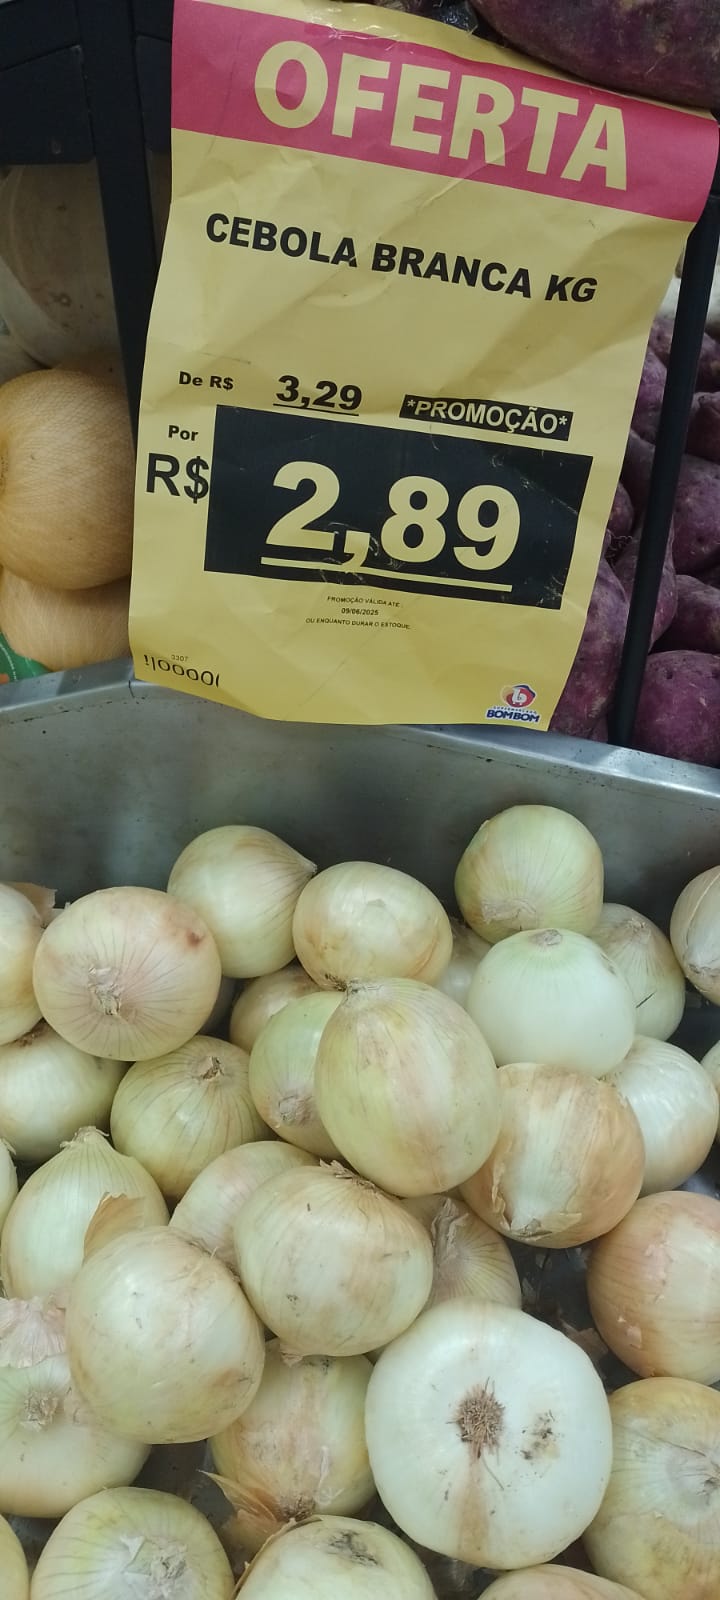 OFERTA
CEBOLA BRANCA KG
De R$ 3,29 *PROMOÇÃO*
Por
R$ 2,89
PROMOÇÃO VÁLIDA ATÉ:
09/06/2025
OU ENQUANTO DURAR O ESTOQUE.
3307
BOMBOM